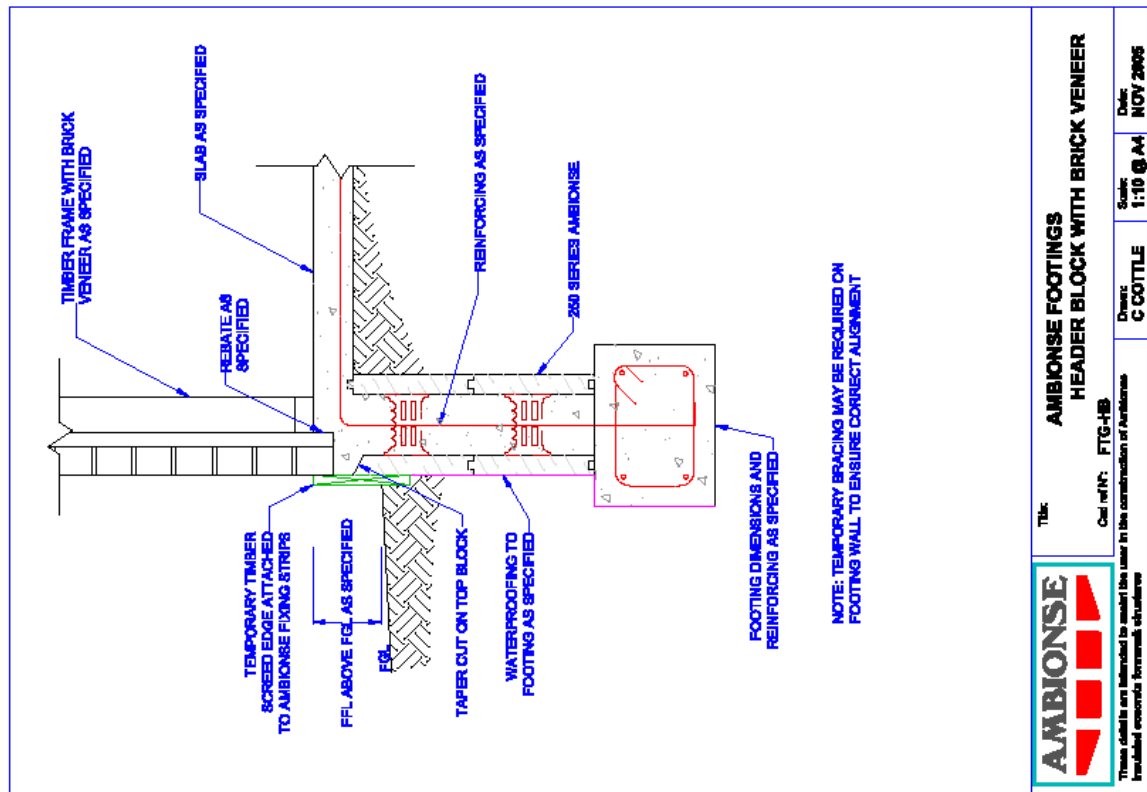 TIMBER FRAME WITH BRICK
VENEER AS SPECIFIED
SLAB AS SPECIFIED
REBATE AS
SPECIFIED
REINFORCING AS SPECIFIED
250 SERIES AMBIONSE
TEMPORARY TIMBER
SCREED EDGE ATTACHED
TO AMBIONSE FIXING STRIPS
FFL ABOVE FGL AS SPECIFIED
FGL
TAPER CUT ON TOP BLOCK
WATERPROOFING TO
FOOTING AS SPECIFIED
FOOTING DIMENSIONS AND
REINFORCING AS SPECIFIED
NOTE: TEMPORARY BRACING MAY BE REQUIRED ON
FOOTING WALL TO ENSURE CORRECT ALIGNMENT
AMBIONSE
These details are intended to assist the user in the construction of Ambionse
insulated concrete formwork structures
Title:
AMBIONSE FOOTINGS
HEADER BLOCK WITH BRICK VENEER
Cad ref Nº: FTG-HB
Drawn:
C COTTLE
Scale:
1:10 @ A4
Date:
NOV 2005